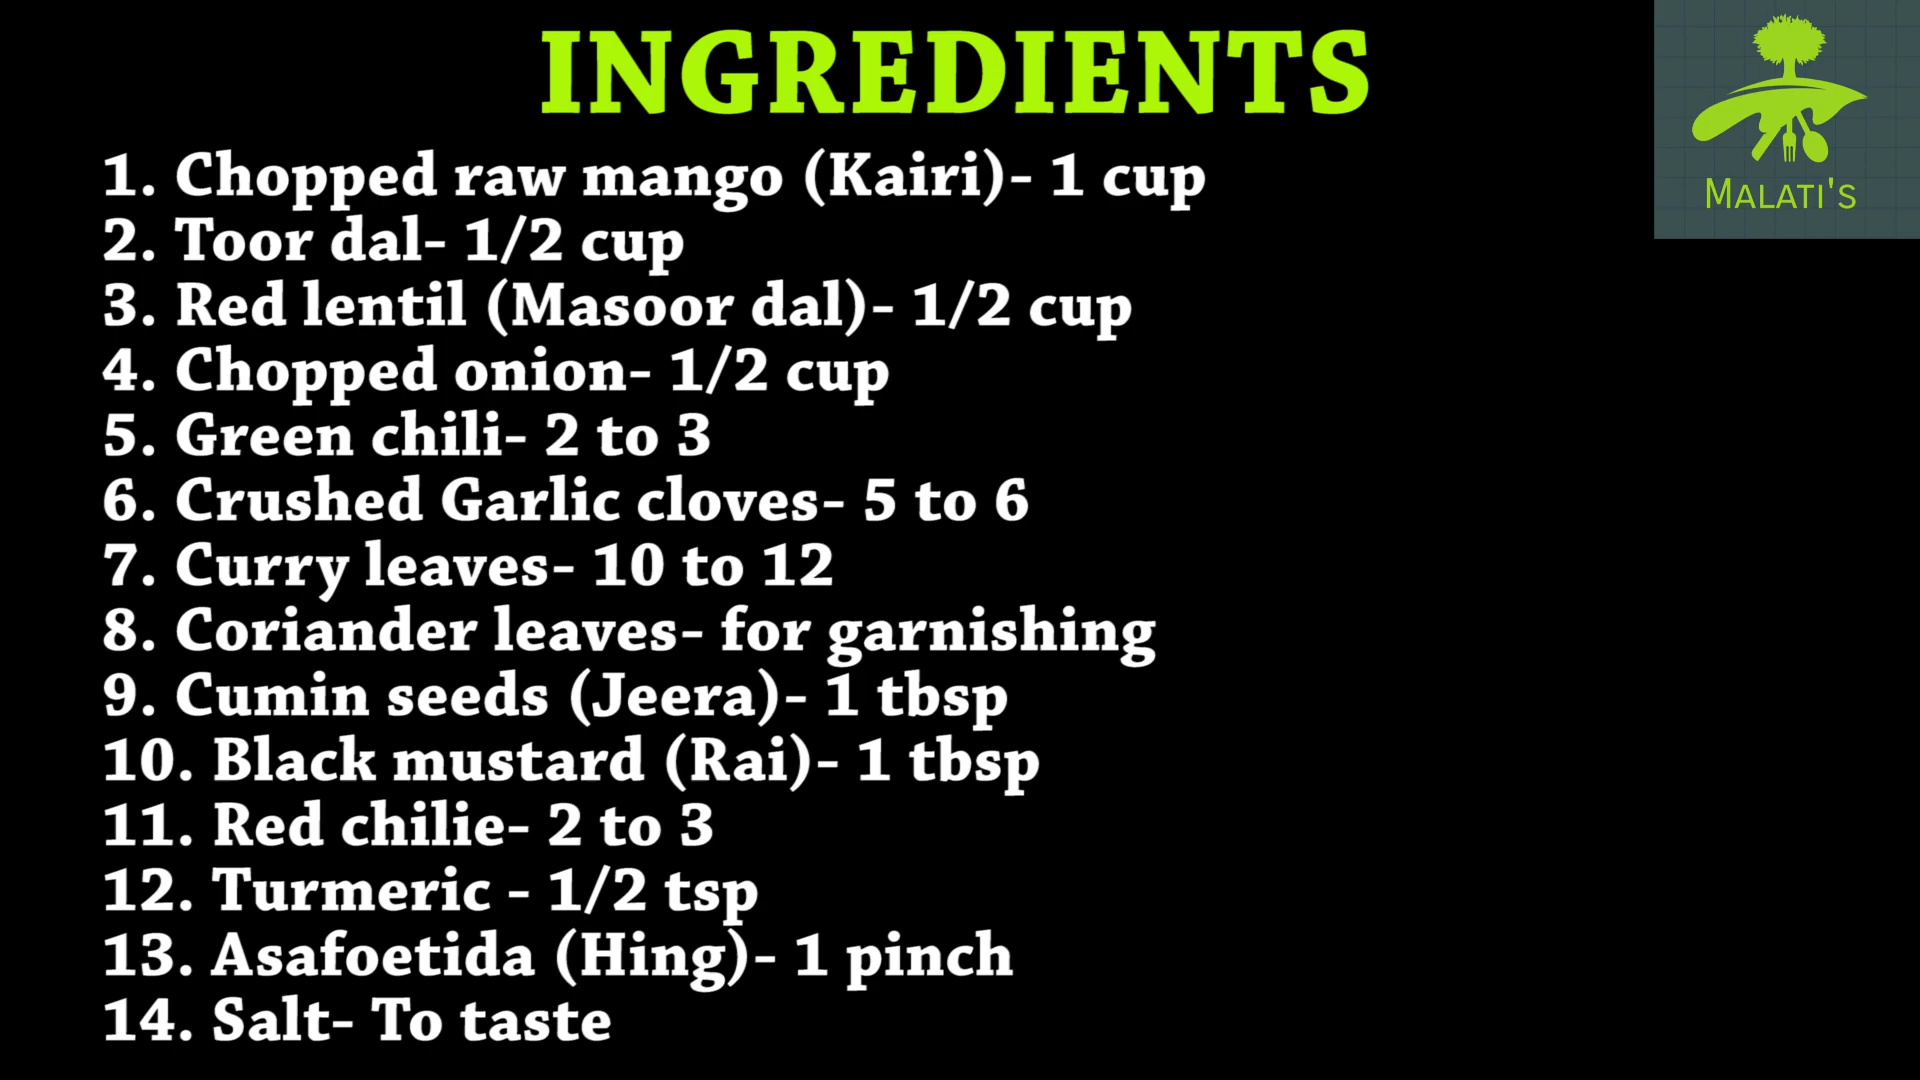 INGREDIENTS
MALATI'S
1. Chopped raw mango (Kairi)- 1 cup
2. Toor dal- 1/2 cup
3. Red lentil (Masoor dal)- 1/2 cup
4. Chopped onion- 1/2 cup
5. Green chili- 2 to 3
6. Crushed Garlic cloves- 5 to 6
7. Curry leaves- 10 to 12
8. Coriander leaves- for garnishing
9. Cumin seeds (Jeera)- 1 tbsp
10. Black mustard (Rai)- 1 tbsp
11. Red chilie- 2 to 3
12. Turmeric - 1/2 tsp
13. Asafoetida (Hing)- 1 pinch
14. Salt- To taste